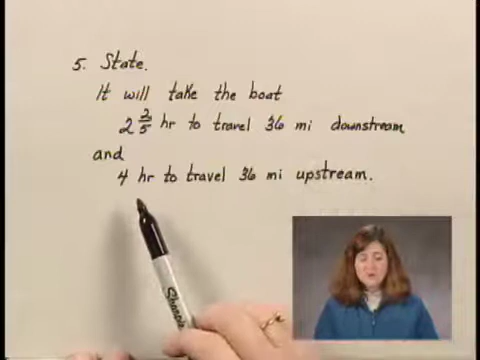 5. State.
It will take the boat
2 2/5 hr to travel 36 mi downstream
and
4 hr to travel 36 mi upstream.
Sharpie